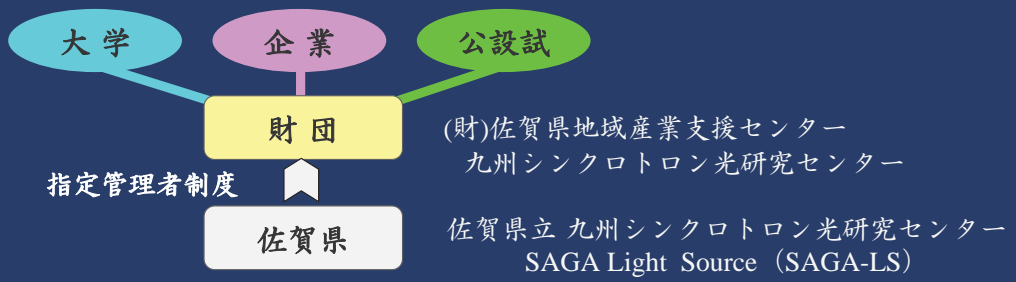 大学
企業
公設試
財団
(財)佐賀県地域産業支援センター
九州シンクロトロン光研究センター
指定管理者制度
佐賀県
佐賀県立 九州シンクロトロン光研究センター
SAGA Light Source（SAGA-LS）